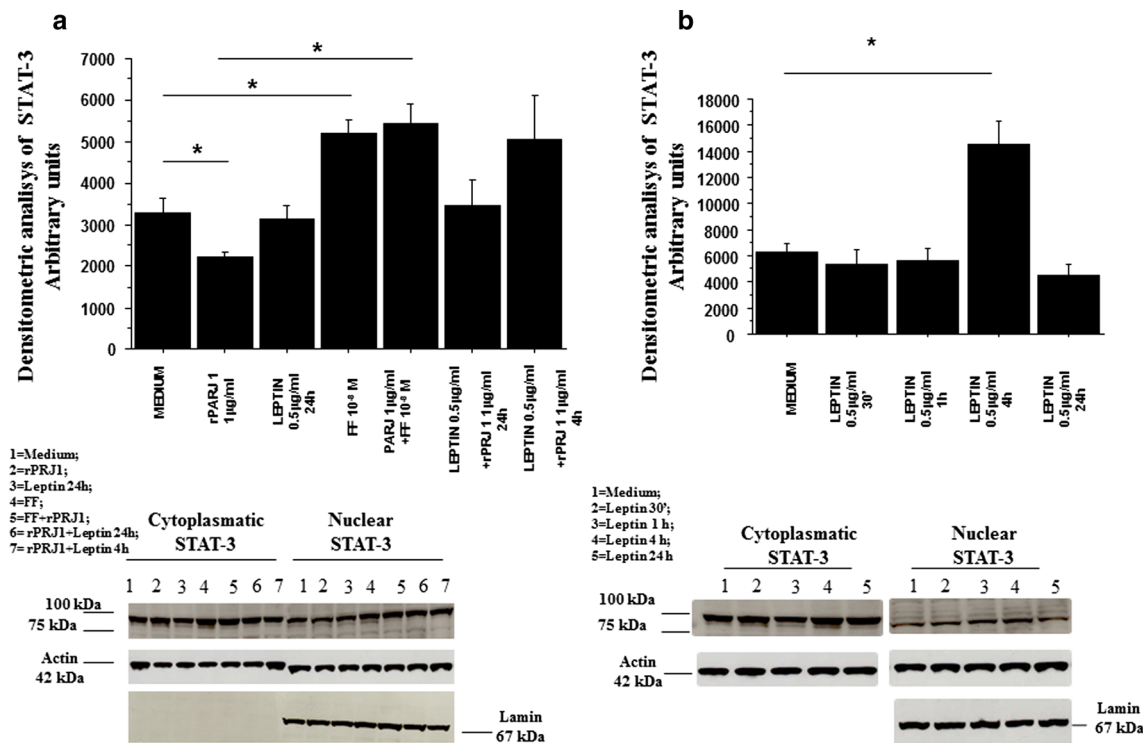 a
Densitometric analisys of STAT-3
Arbitrary units
7000
6000
5000
4000
3000
2000
1000
0
*
*
*
MEDIUM
rPARJ 1
1µg/ml
LEPTIN
0.5µg/ml
24h
FF 10⁻⁸ M
PARJ 1µg/ml
+FF 10⁻⁸ M
LEPTIN 0.5µg/ml
+rPRJ 1 1µg/ml
24h
LEPTIN 0.5µg/ml
+rPRJ 1 1µg/ml
4h
1=Medium;
2=rPRJ1;
3=Leptin 24h;
4=FF;
5=FF+rPRJ1;
6= rPRJ1+Leptin 24h;
7= rPRJ1+Leptin 4h
Cytoplasmatic
STAT-3
Nuclear
STAT-3
1 2 3 4 5 6 7 1 2 3 4 5 6 7
100 kDa
75 kDa
Actin
42 kDa
Lamin
67 kDa
b
Densitometric analisys of STAT-3
Arbitrary units
18000
16000
14000
12000
10000
8000
6000
4000
2000
0
*
MEDIUM
LEPTIN
0.5µg/ml
30'
LEPTIN
0.5µg/ml
1h
LEPTIN
0.5µg/ml
4h
LEPTIN
0.5µg/ml
24h
1=Medium;
2=Leptin 30';
3=Leptin 1 h;
4=Leptin 4 h;
5=Leptin 24 h
Cytoplasmatic
STAT-3
Nuclear
STAT-3
1 2 3 4 5 1 2 3 4 5
100 kDa
75 kDa
Actin
42 kDa
Lamin
67 kDa